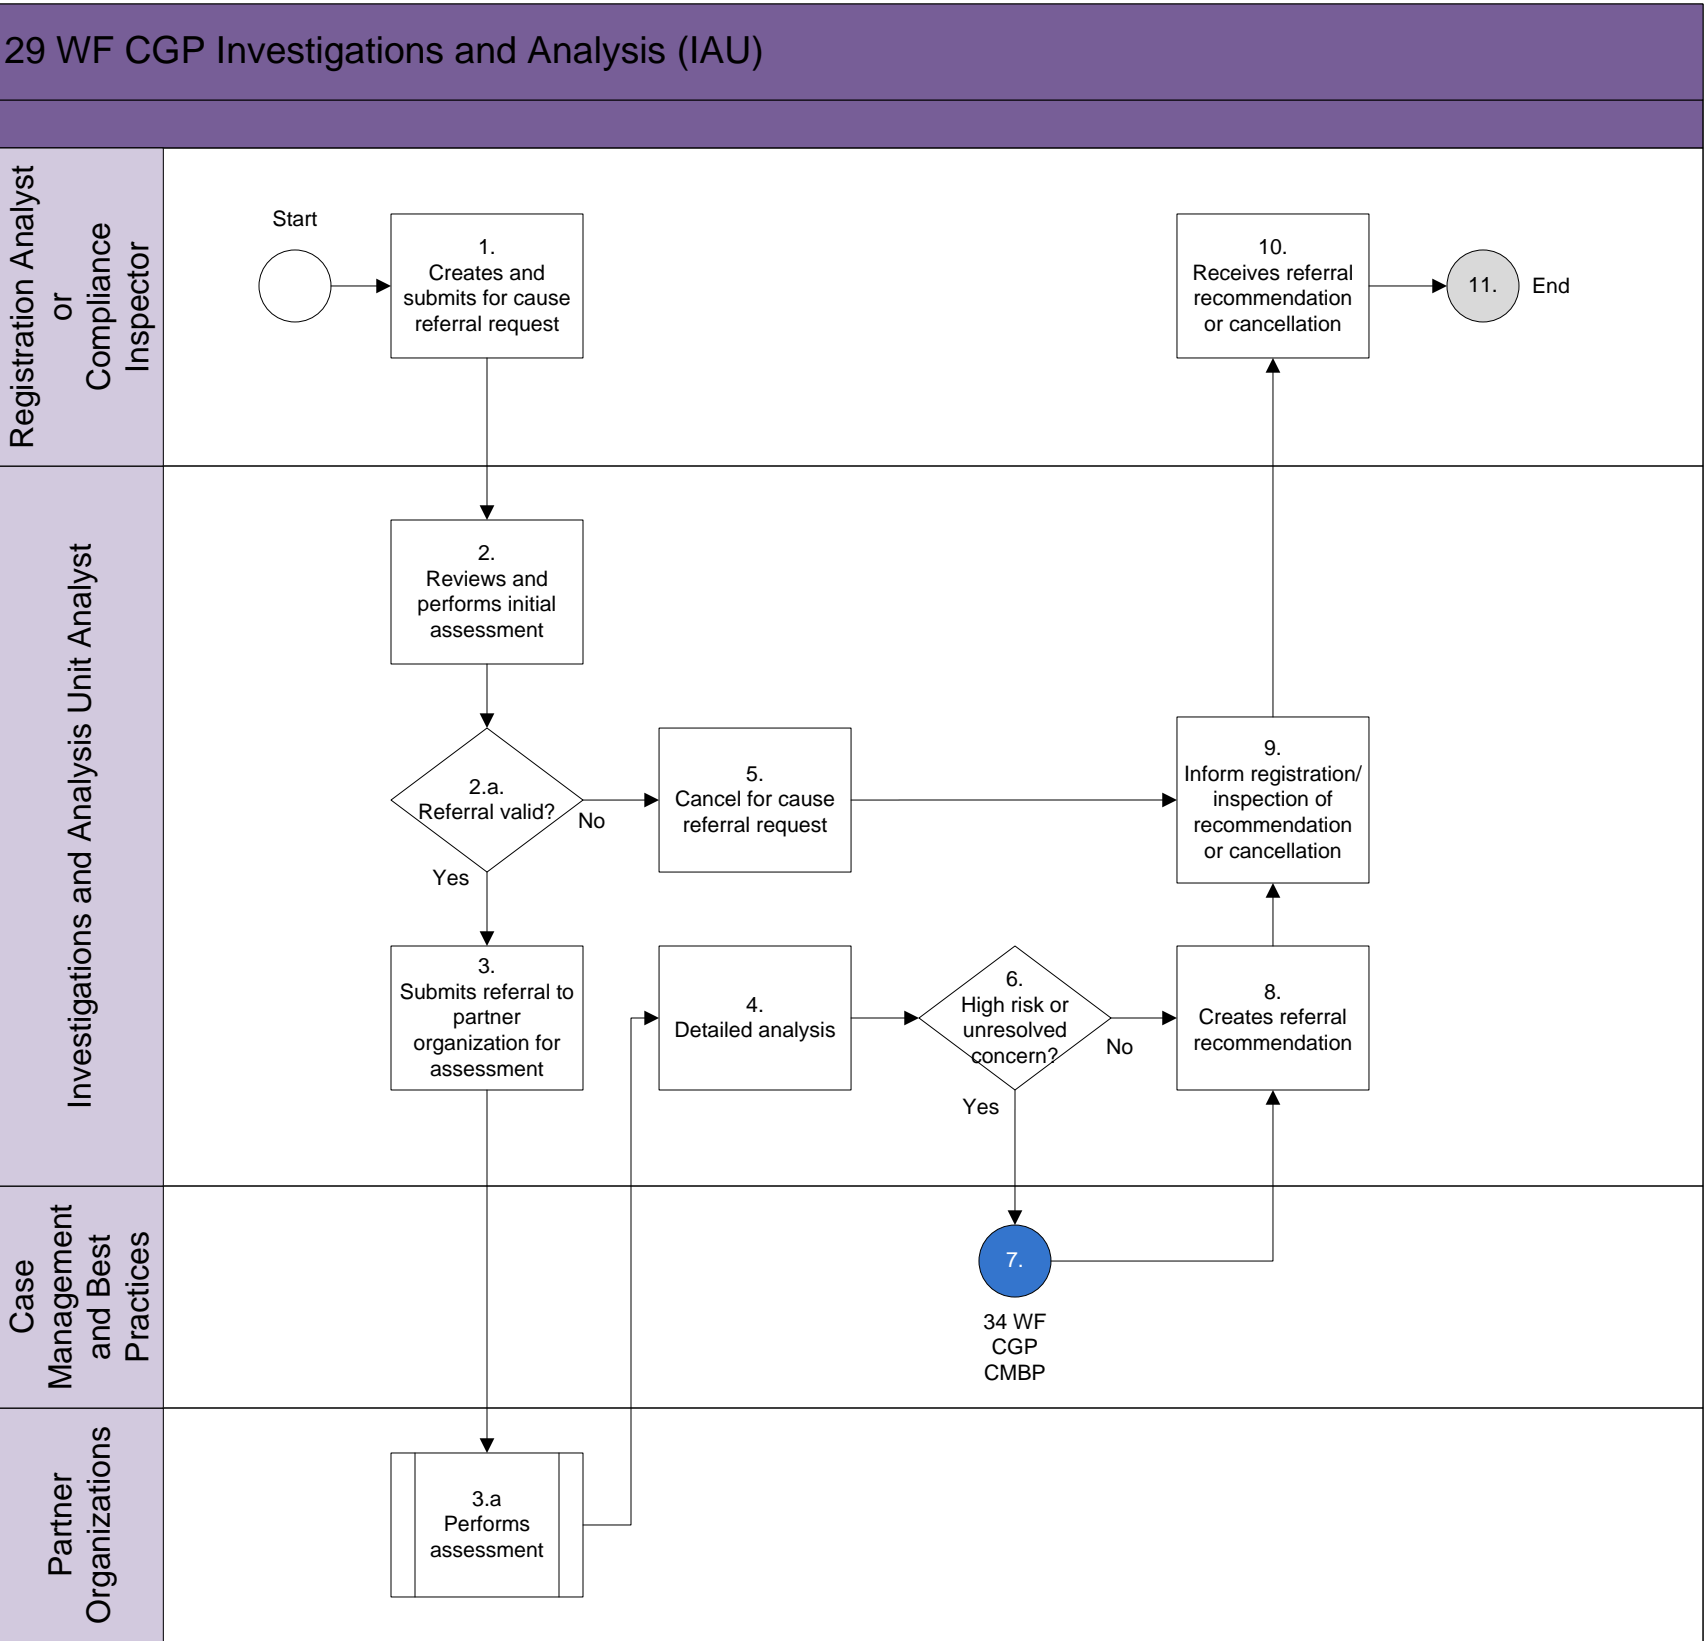 29 WF CGP Investigations and Analysis (IAU)
Registration Analyst
or
Compliance
Inspector
Start
1.
Creates and
submits for cause
referral request
10.
Receives referral
recommendation
or cancellation
11.
End
Investigations and Analysis Unit Analyst
2.
Reviews and
performs initial
assessment
2.a.
Referral valid?
No
Yes
5.
Cancel for cause
referral request
9.
Inform registration/
inspection of
recommendation
or cancellation
3.
Submits referral to
partner
organization for
assessment
4.
Detailed analysis
6.
High risk or
unresolved
concern?
No
Yes
8.
Creates referral
recommendation
Case
Management
and Best
Practices
7.
34 WF
CGP
CMBP
Partner
Organizations
3.a
Performs
assessment